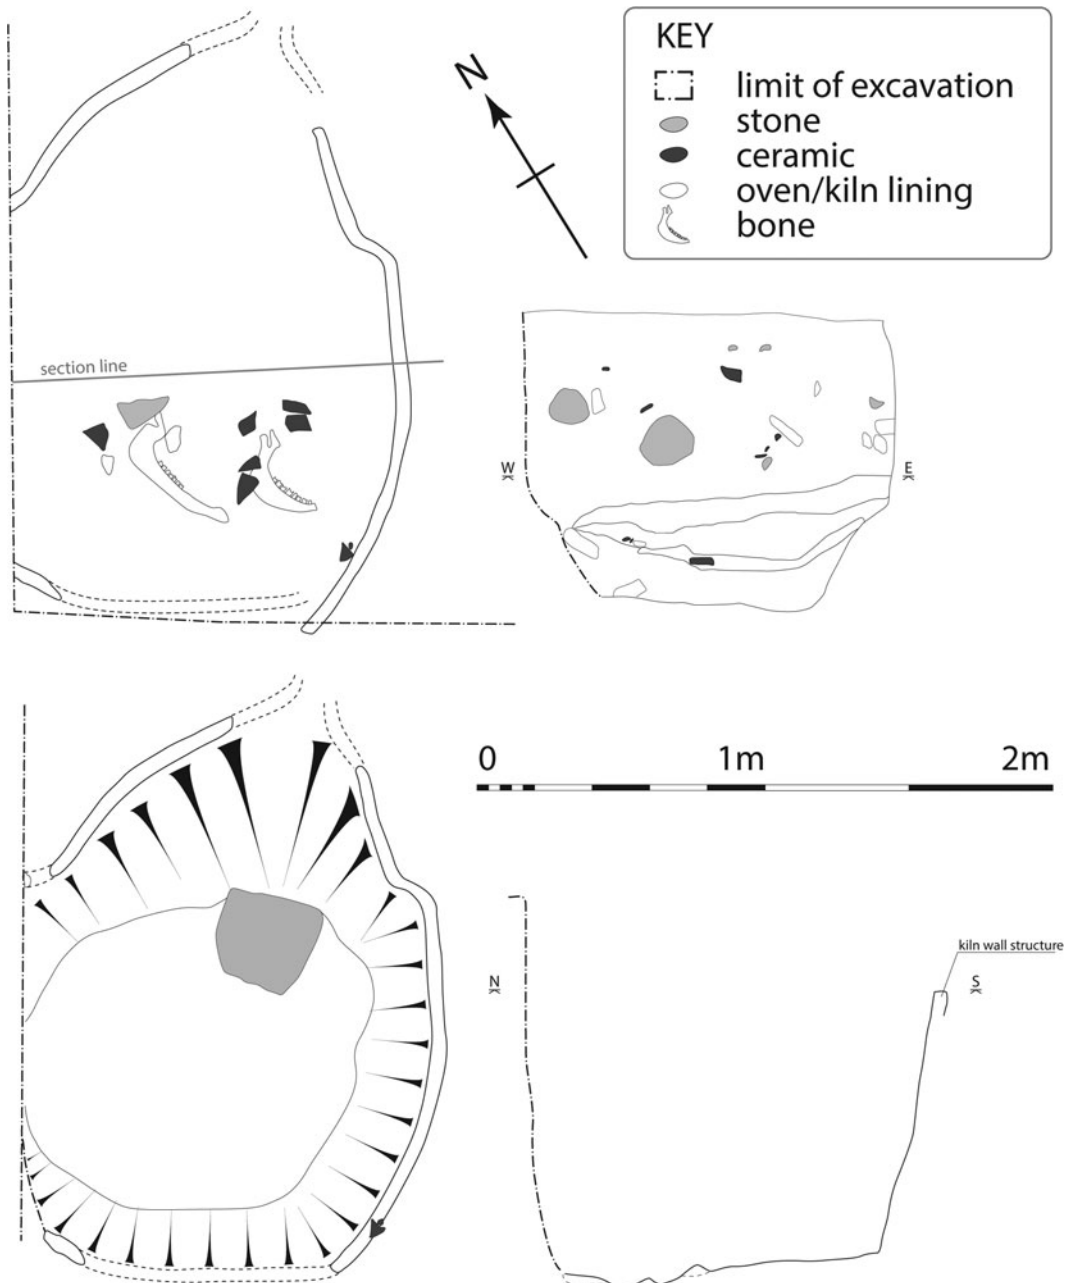 KEY
limit of excavation
stone
ceramic
oven/kiln lining
bone
N
section line
W
E
0 1m 2m
kiln wall structure
N
S